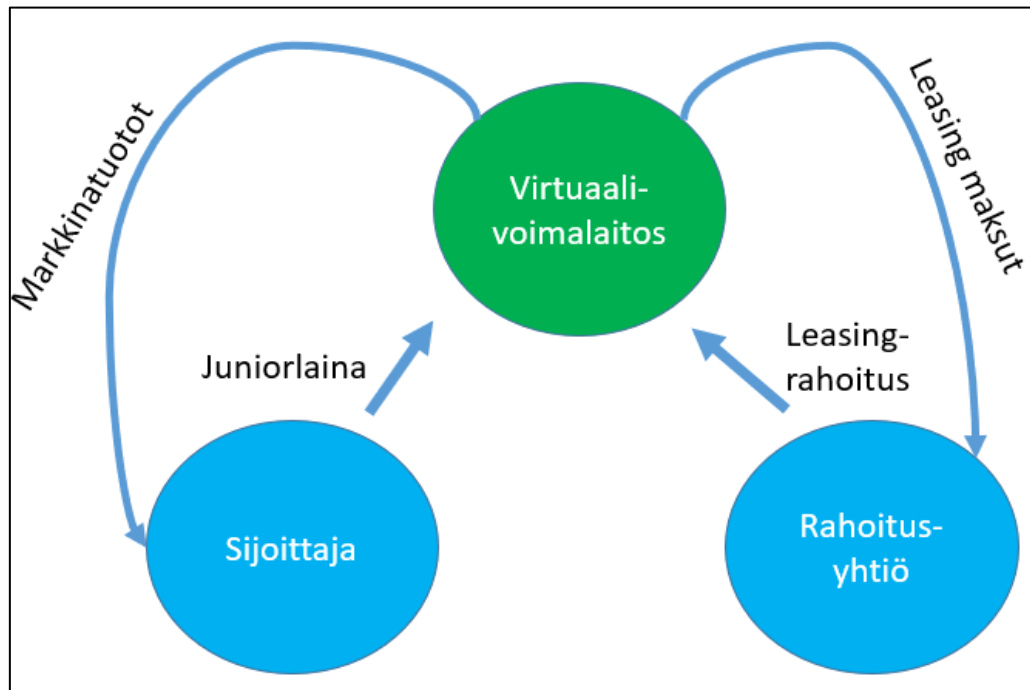 Markkinatuotot
Leasing maksut
Virtuaali-
voimalaitos
Juniorlaina
Leasing-
rahoitus
Sijoittaja
Rahoitus-
yhtiö